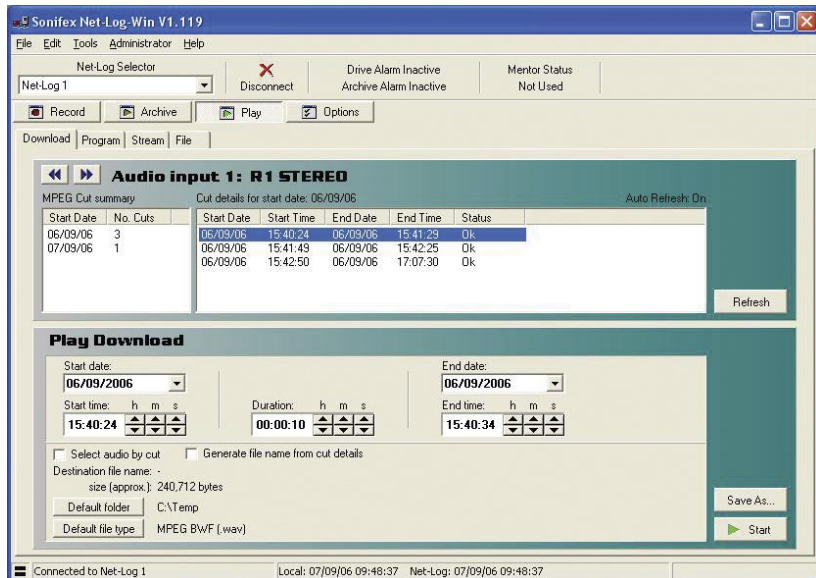 Sonifex Net-Log-Win V1.119
File Edit Tools Administrator Help
Net-Log Selector
Net-Log 1
Disconnect
Drive Alarm Inactive
Archive Alarm Inactive
Mentor Status
Not Used
Record Archive Play Options
Download Program Stream File
Audio input 1: R1 STEREO
MPEG Cut summary
Start Date No. Cuts
06/09/06 3
07/09/06 1
Cut details for start date: 06/09/06 Auto Refresh: On
Start Date Start Time End Date End Time Status
06/09/06 15:40:24 06/09/06 15:41:29 Ok
06/09/06 15:41:49 06/09/06 15:42:25 Ok
06/09/06 15:42:50 06/09/06 17:07:30 Ok
Refresh
Play Download
Start date: End date:
06/09/2006 06/09/2006
Start time: h m s Duration: h m s End time: h m s
15:40:24 00:00:10 15:40:34
Select audio by cut Generate file name from cut details
Destination file name: -
size (approx.): 240,712 bytes
Default folder C:\Temp
Default file type MPEG BWF (.wav)
Save As...
Start
Connected to Net-Log 1 Local: 07/09/06 09:48:37 Net-Log: 07/09/06 09:48:37